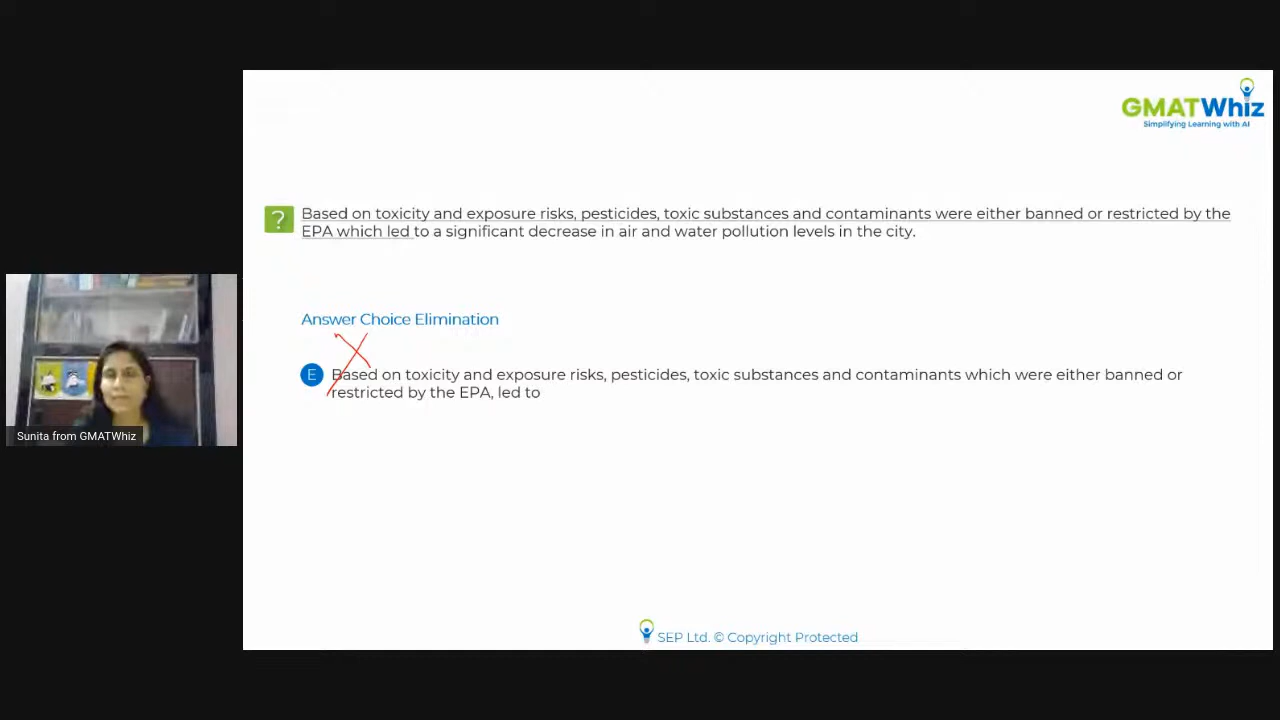 GMATWhiz
Simplifying Learning with AI
? Based on toxicity and exposure risks, pesticides, toxic substances and contaminants were either banned or restricted by the
EPA which led to a significant decrease in air and water pollution levels in the city.
Answer Choice Elimination
E Based on toxicity and exposure risks, pesticides, toxic substances and contaminants which were either banned or
restricted by the EPA, led to
Sunita from GMATWhiz
SEP Ltd. © Copyright Protected